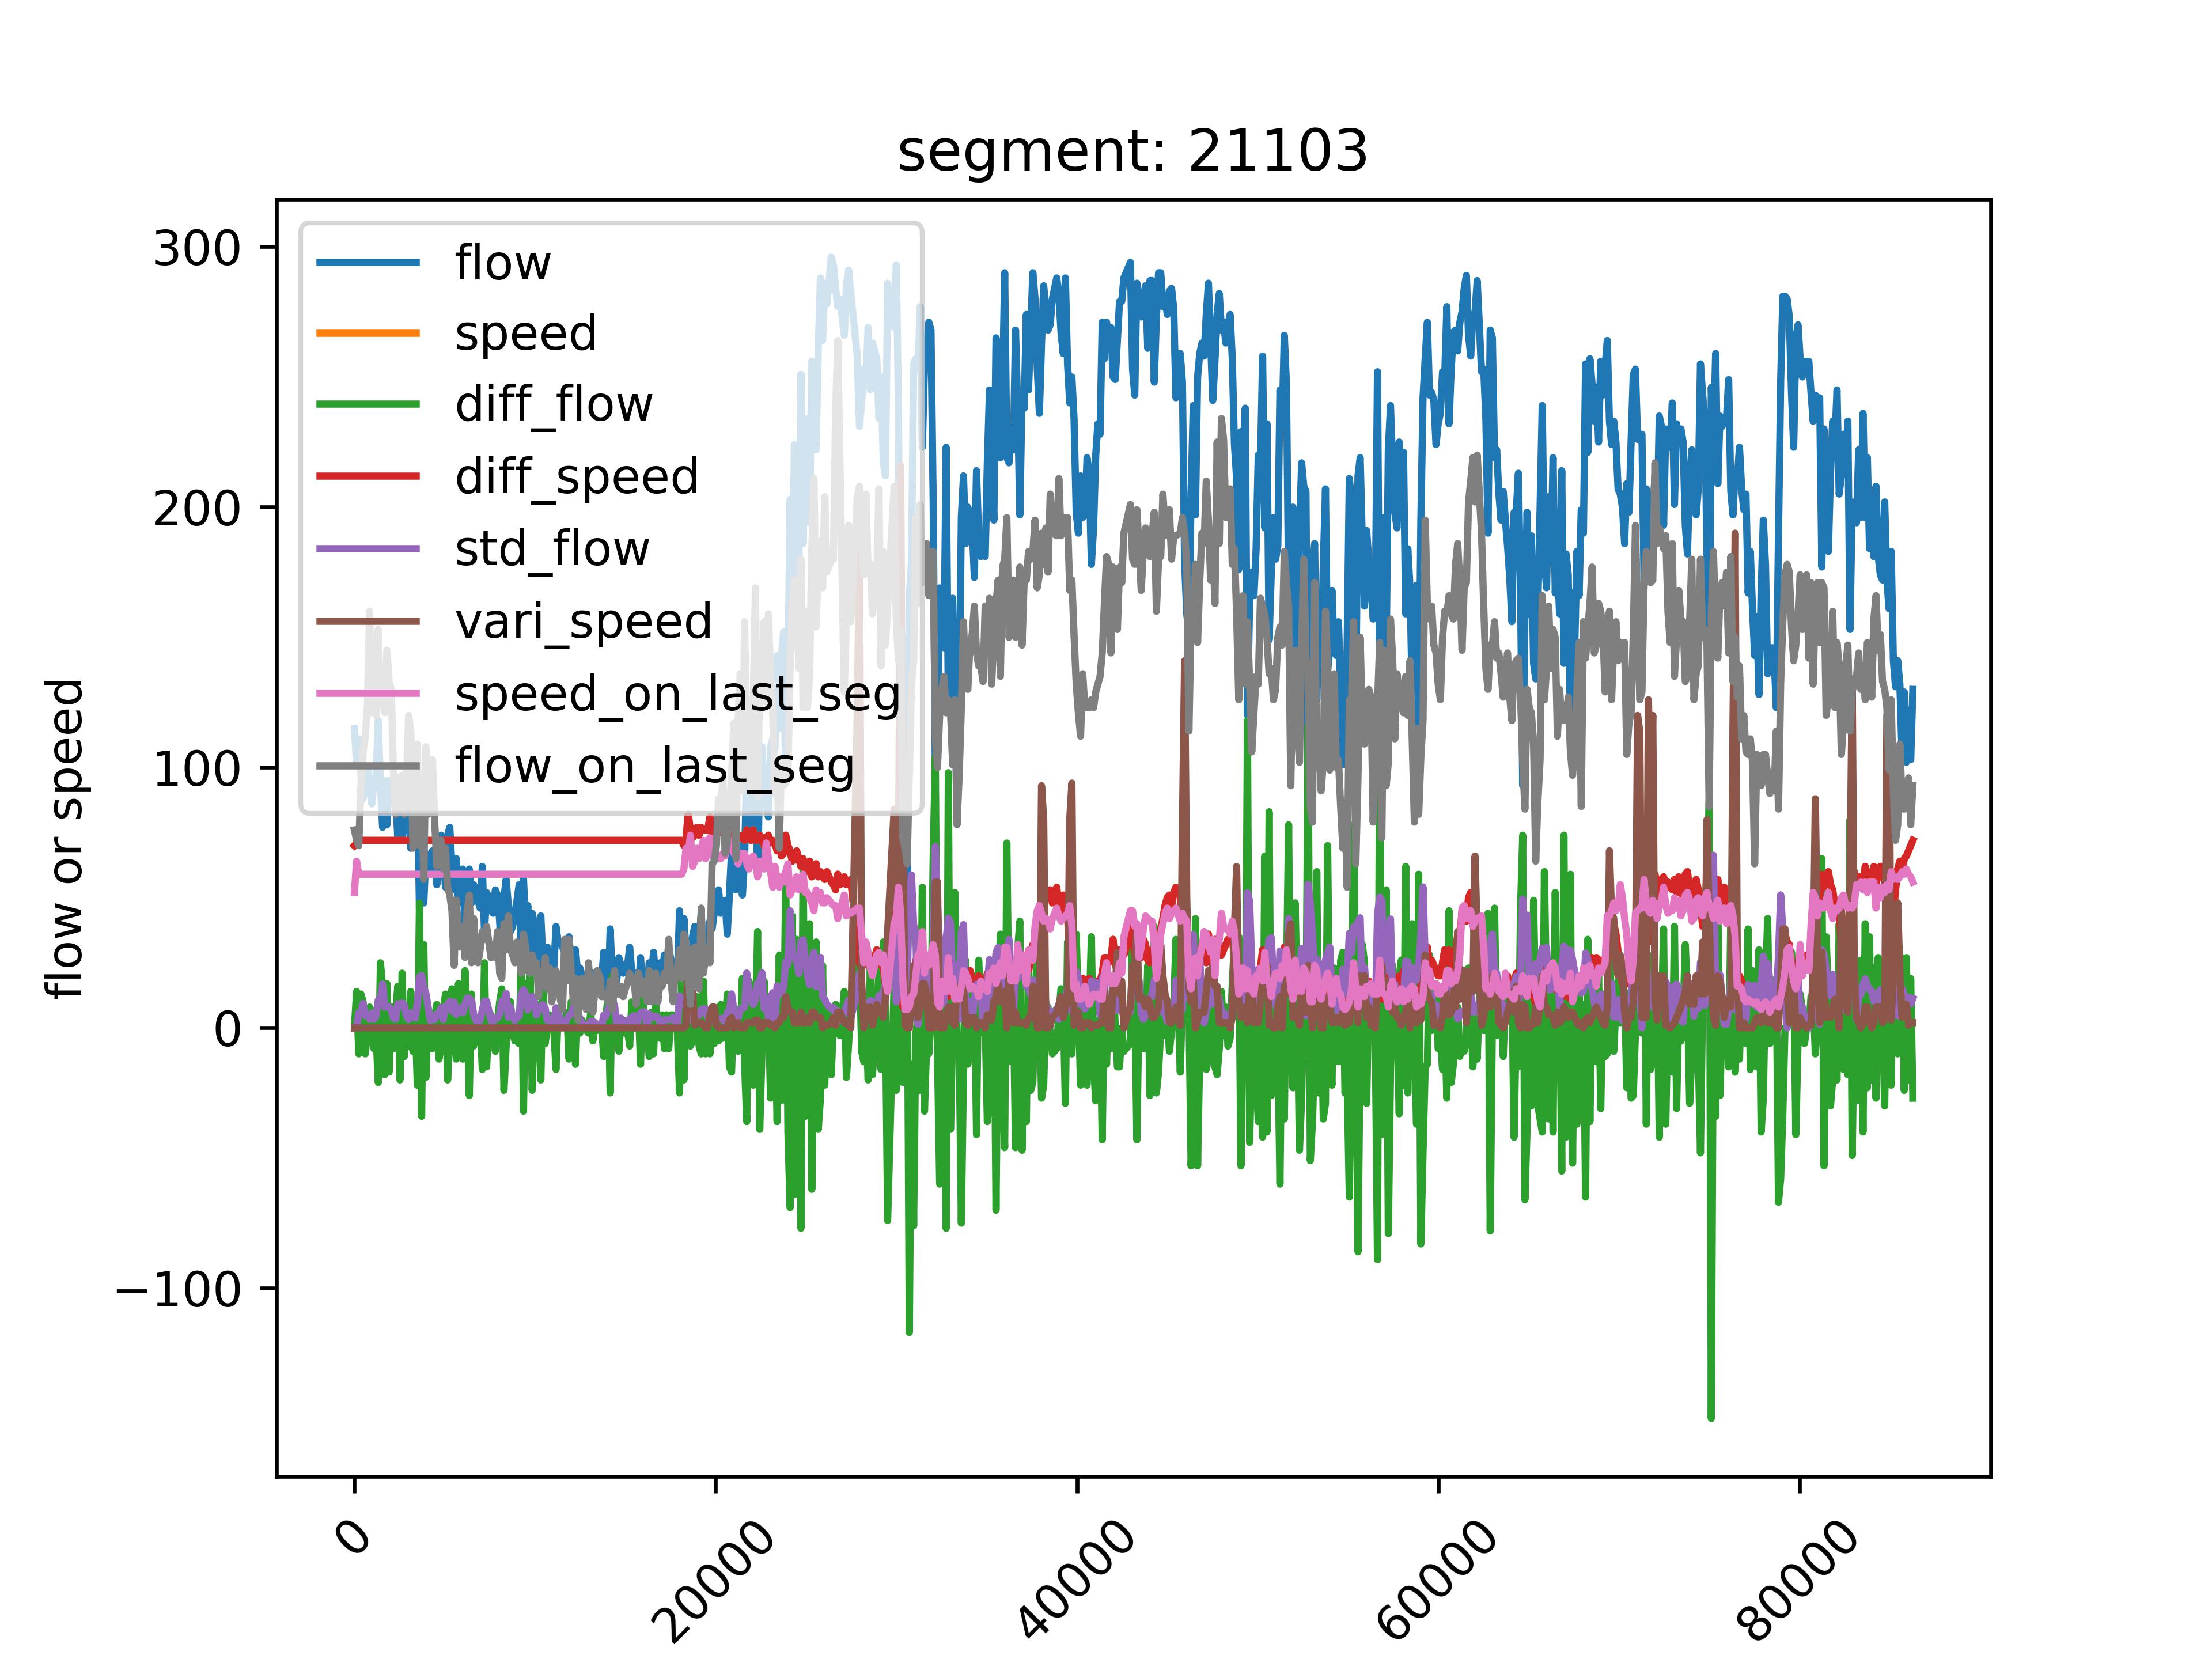 segment: 21103
300
200
100
0
−100
flow or speed
flow
speed
diff_flow
diff_speed
std_flow
vari_speed
speed_on_last_seg
flow_on_last_seg
0
20000
40000
60000
80000